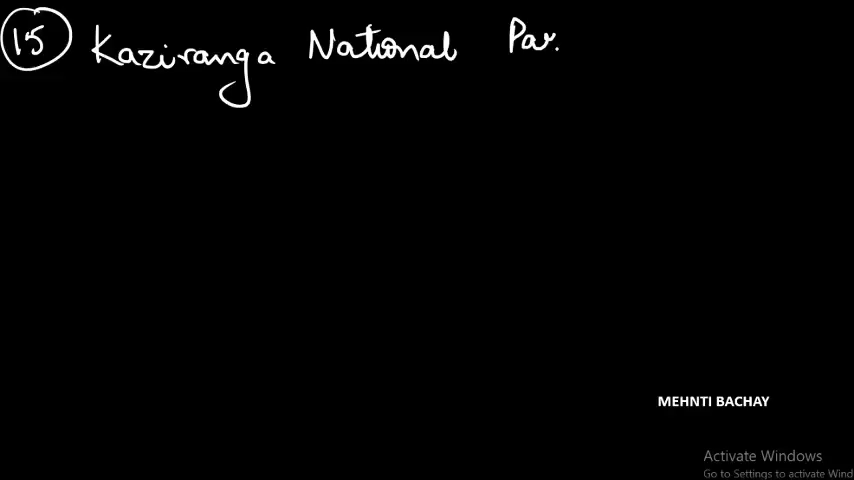 15 Kaziranga National Par
MEHNTI BACHAY
Activate Windows
Go to Settings to activate Wind